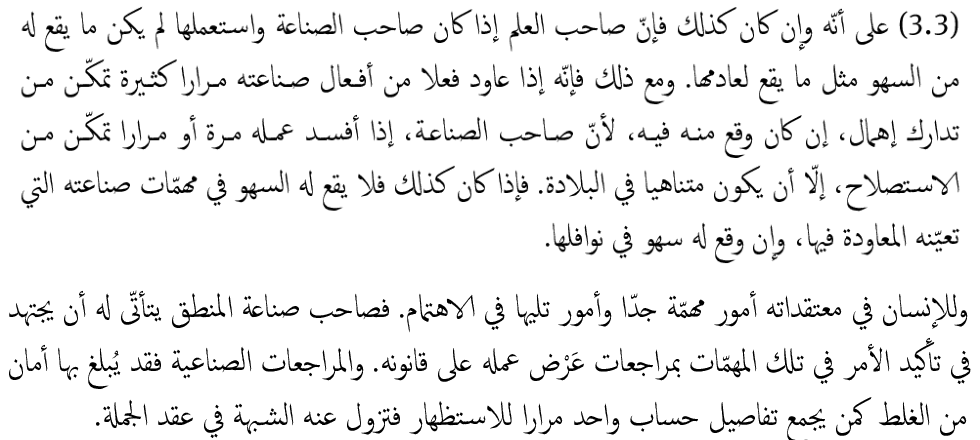 (3.3) على أنّه وإن كان كذلك فإنّ صاحب العلم إذا كان صاحب الصناعة واستعملها لم يكن ما يقع له
من السهو مثل ما يقع لعادمها. ومع ذلك فإنّه إذا عاود فعلا من أفعال صناعته مرارا كثيرة تمكّن من
تدارك إهمال، إن كان وقع منه فيه، لأنّ صاحب الصناعة، إذا أفسد عمله مرة أو مرارا تمكّن من
الاستصلاح، إلّا أن يكون متناهيا في البلادة. فإذا كان كذلك فلا يقع له السهو في مهمّات صناعته التي
تعيّنه المعاودة فيها، وإن وقع له سهو في نوافلها.
وللإنسان في معتقداته أمور مهمّة جدّا وأمور تليها في الاهتمام. فصاحب صناعة المنطق يتأتّى له أن يجتهد
في تأكيد الأمر في تلك المهمّات بمراجعات عَرْض عمله على قانونه. والمراجعات الصناعية فقد يُبلغ بها أمان
من الغلط كمن يجمع تفاصيل حساب واحد مرارا للاستظهار فتزول عنه الشبهة في عقد الجملة.